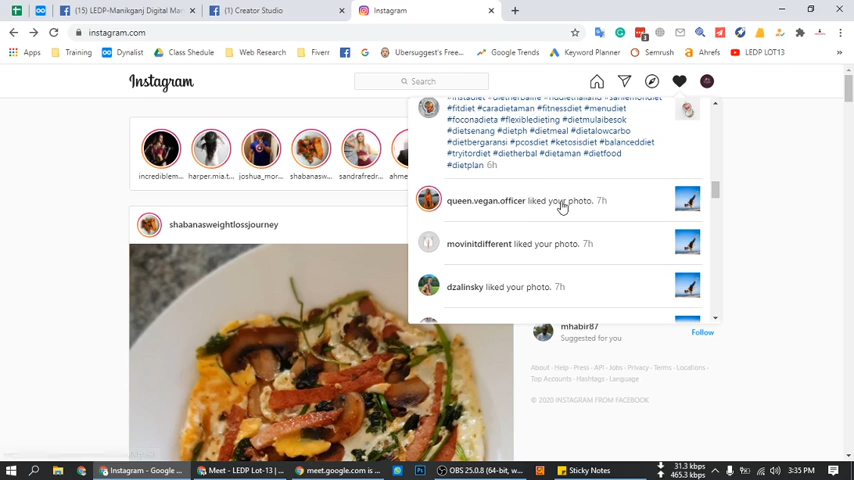 (15) LEDP-Manikganj Digital Mar
(1) Creator Studio
Instagram
instagram.com
Apps
Training
Dynalist
Class Shedule
Web Research
Fiverr
Ubersuggest's Free...
Google Trends
Keyword Planner
Semrush
Ahrefs
LEDP LOT13
Instagram
Search
#fitdiet #caradietaman #fitnessdiet #menudiet
#foconadieta #flexibledieting #dietmulaibesok
#dietsenang #dietph #dietmeal #dietalowcarbo
#dietbergaransi #pcosdiet #ketosisdiet #balanceddiet
#tryitordiet #dietherbal #dietaman #dietfood
#dietplan 6h
queen.vegan.officer liked your photo. 7h
movinitdifferent liked your photo. 7h
dzalinsky liked your photo. 7h
incrediblem...
harper.mia.t...
joshua_mor...
shabanasw...
sandrafredr...
ahme
shabanasweightlossjourney
mhabir87
Suggested for you
Follow
About · Help · Press · API · Jobs · Privacy · Terms · Locations ·
Top Accounts · Hashtags · Language
© 2020 INSTAGRAM FROM FACEBOOK
Instagram - Google ...
Meet - LEDP Lot-13 | ...
meet.google.com is ...
OBS 25.0.8 (64-bit, w...
Sticky Notes
31.3 kbps
465.3 kbps
3:35 PM